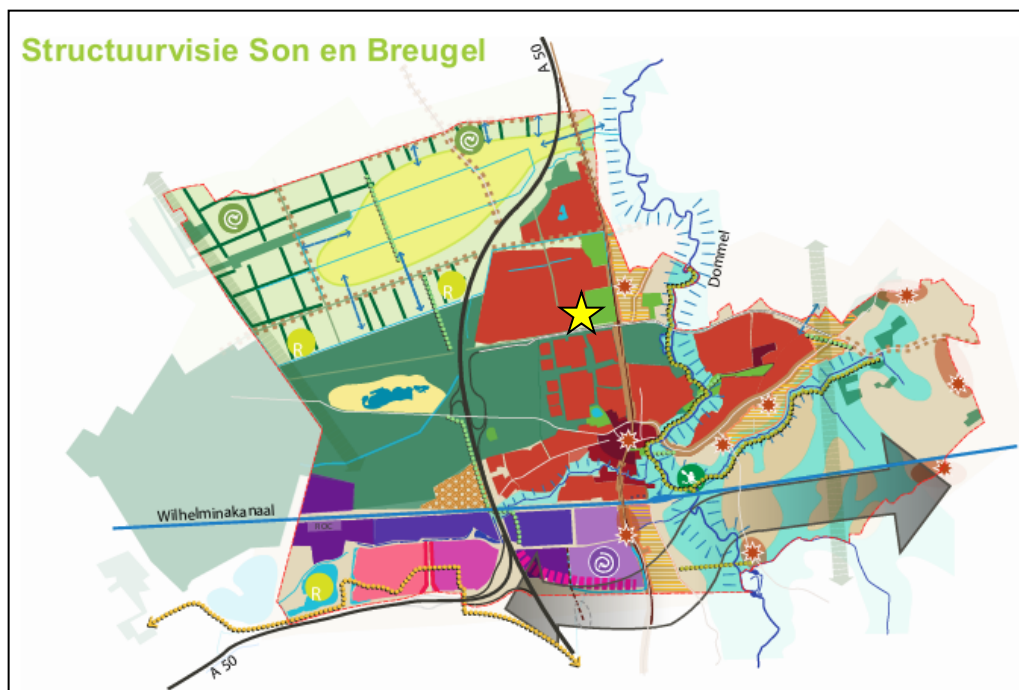 Structuurvisie Son en Breugel
A 50
Dommel
R
R
Wilhelminakanaal
R
A 50